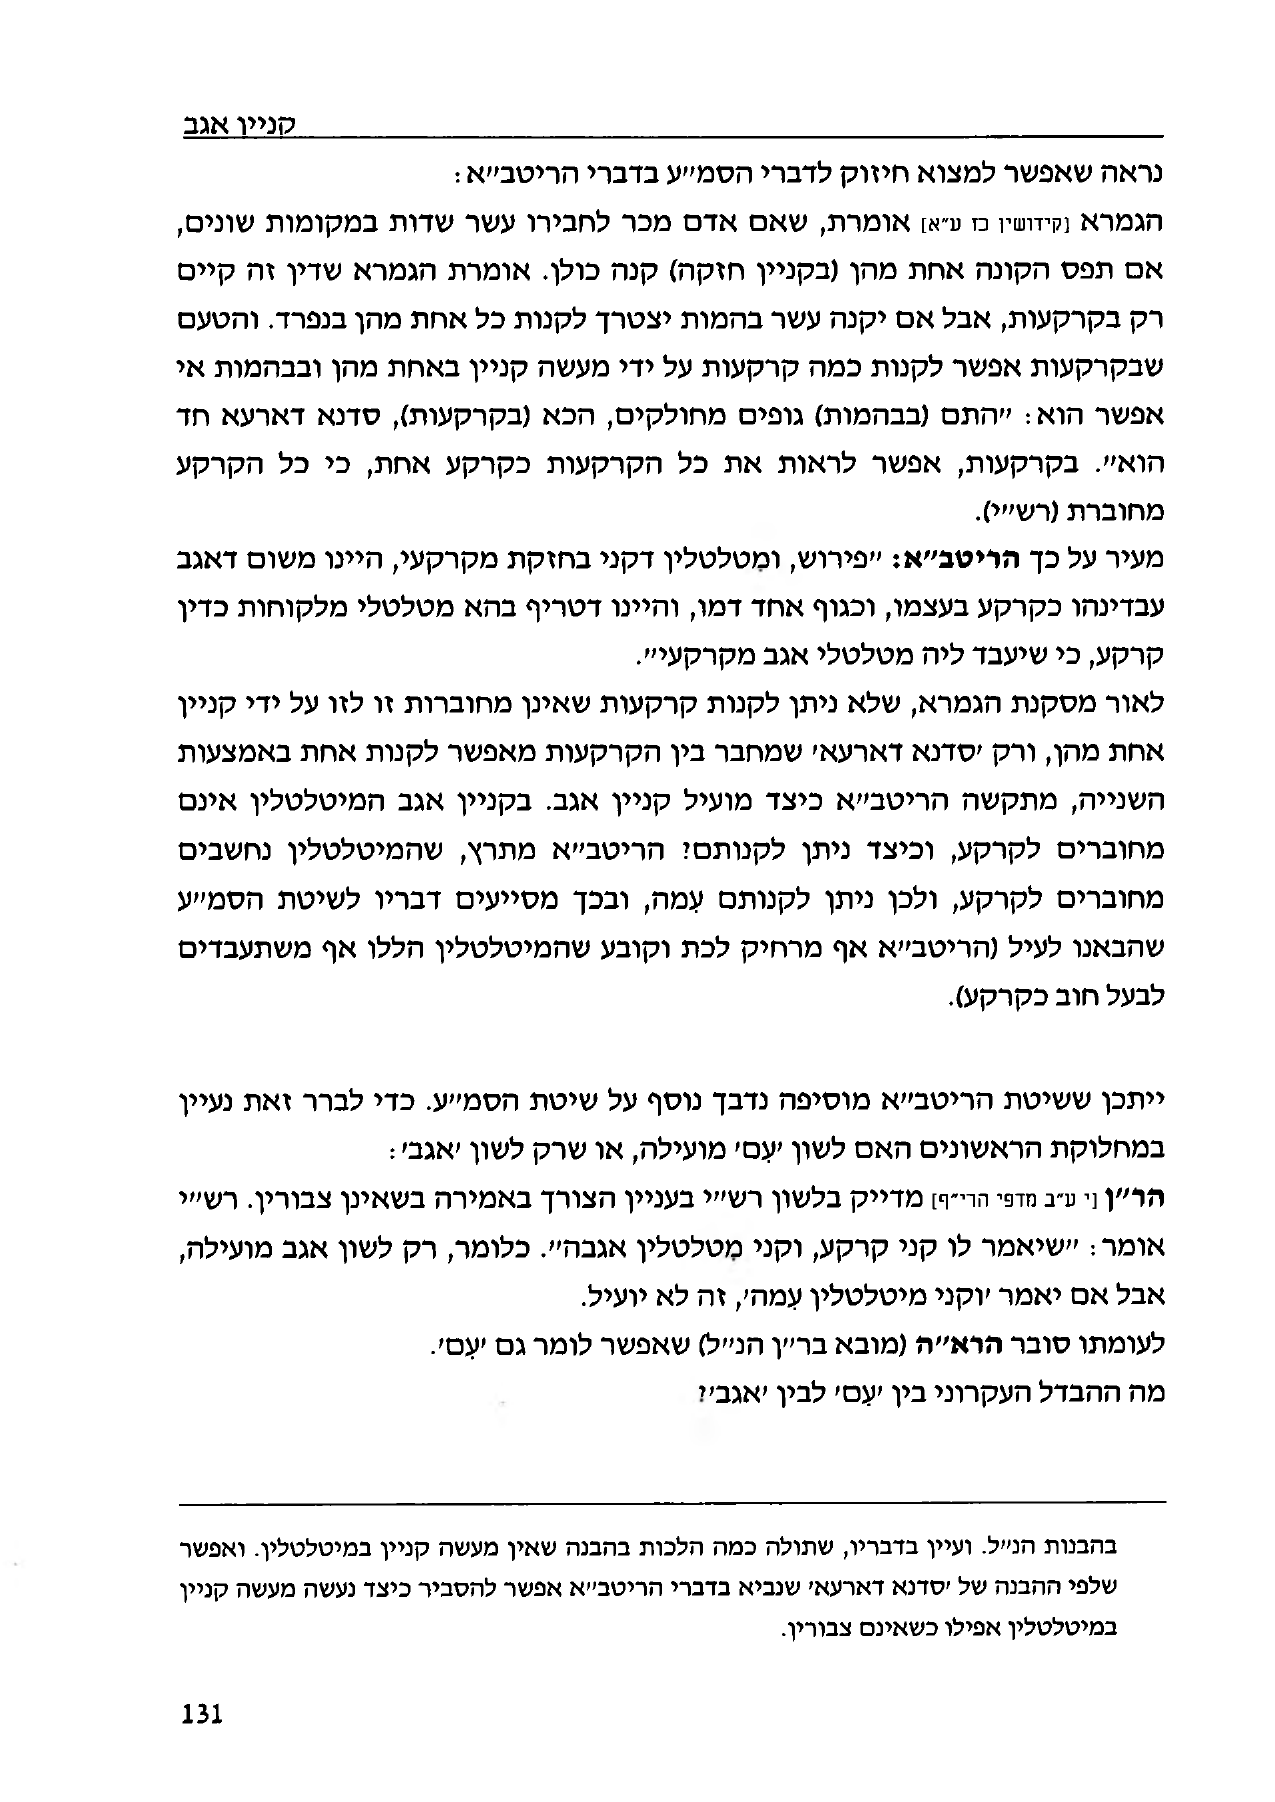 קניין אגב
נראה שאפשר למצוא חיזוק לדברי הסמ״ע בדברי הריטב״א:
הגמרא [קידושין כז ע״א] אומרת, שאם אדם מכר לחבירו עשר שדות במקומות שונים,
אם תפס הקונה אחת מהן (בקניין חזקה) קנה כולן. אומרת הגמרא שדין זה קיים
רק בקרקעות, אבל אם יקנה עשר בהמות יצטרך לקנות כל אחת מהן בנפרד. והטעם
שבקרקעות אפשר לקנות כמה קרקעות על ידי מעשה קניין באחת מהן ובבהמות אי
אפשר הוא: ״התם (בבהמות) גופים מחולקים, הכא (בקרקעות), סדנא דארעא חד
הוא״. בקרקעות, אפשר לראות את כל הקרקעות כקרקע אחת, כי כל הקרקע
מחוברת (רש״י).
מעיר על כך הריטב״א: ״פירוש, ומטלטלין דקני בחזקת מקרקעי, היינו משום דאגב
עבדינהו כקרקע בעצמו, וכגוף אחד דמו, והיינו דטריף בהא מטלטלי מלקוחות כדין
קרקע, כי שיעבד ליה מטלטלי אגב מקרקעי״.
לאור מסקנת הגמרא, שלא ניתן לקנות קרקעות שאינן מחוברות זו לזו על ידי קניין
אחת מהן, ורק ׳סדנא דארעא׳ שמחבר בין הקרקעות מאפשר לקנות אחת באמצעות
השנייה, מתקשה הריטב״א כיצד מועיל קניין אגב. בקניין אגב המיטלטלין אינם
מחוברים לקרקע, וכיצד ניתן לקנותם? הריטב״א מתרץ, שהמיטלטלין נחשבים
מחוברים לקרקע, ולכן ניתן לקנותם עִמה, ובכך מסייעים דבריו לשיטת הסמ״ע
שהבאנו לעיל (הריטב״א אף מרחיק לכת וקובע שהמיטלטלין הללו אף משתעבדים
לבעל חוב כקרקע).
ייתכן ששיטת הריטב״א מוסיפה נדבך נוסף על שיטת הסמ״ע. כדי לברר זאת נעיין
במחלוקת הראשונים האם לשון ׳עִם׳ מועילה, או שרק לשון ׳אגב׳:
הר״ן [י ע״ב מדפי הרי״ף] מדייק בלשון רש״י בעניין הצורך באמירה בשאינן צבורין. רש״י
אומר: ״שיאמר לו קני קרקע, וקני מטלטלין אגבה״. כלומר, רק לשון אגב מועילה,
אבל אם יאמר ׳וקני מיטלטלין עִמה׳, זה לא יועיל.
לעומתו סובר הרא״ה (מובא בר״ן הנ״ל) שאפשר לומר גם ׳עִם׳.
מה ההבדל העקרוני בין ׳עִם׳ לבין ׳אגב׳?
בהבנות הנ״ל. ועיין בדבריו, שתולה כמה הלכות בהבנה שאין מעשה קניין במיטלטלין. ואפשר
שלפי ההבנה של ׳סדנא דארעא׳ שנביא בדברי הריטב״א אפשר להסביר כיצד נעשה מעשה קניין
במיטלטלין אפילו כשאינם צבורין.
131